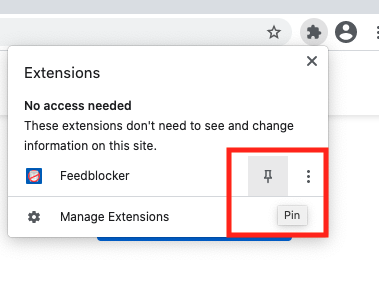 Extensions
No access needed
These extensions don't need to see and change
information on this site.
Feedblocker
Manage Extensions
Pin